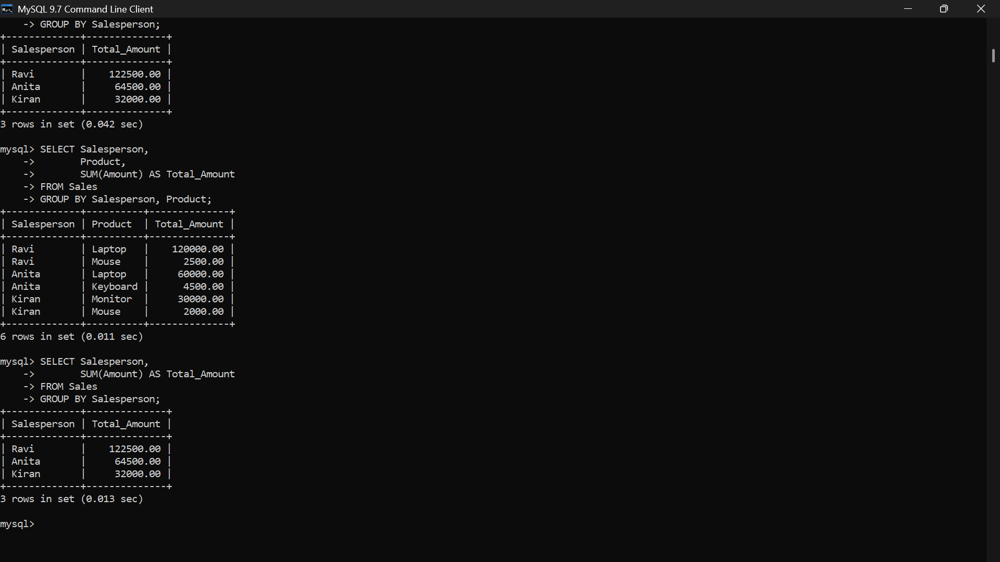 MySQL 9.7 Command Line Client
    -> GROUP BY Salesperson;
+-------------+--------------+
| Salesperson | Total_Amount |
+-------------+--------------+
| Ravi        |    122500.00 |
| Anita       |     64500.00 |
| Kiran       |     32000.00 |
+-------------+--------------+
3 rows in set (0.042 sec)

mysql> SELECT Salesperson,
    ->        Product,
    ->        SUM(Amount) AS Total_Amount
    -> FROM Sales
    -> GROUP BY Salesperson, Product;
+-------------+----------+--------------+
| Salesperson | Product  | Total_Amount |
+-------------+----------+--------------+
| Ravi        | Laptop   |    120000.00 |
| Ravi        | Mouse    |      2500.00 |
| Anita       | Laptop   |     60000.00 |
| Anita       | Keyboard |      4500.00 |
| Kiran       | Monitor  |     30000.00 |
| Kiran       | Mouse    |      2000.00 |
+-------------+----------+--------------+
6 rows in set (0.011 sec)

mysql> SELECT Salesperson,
    ->        SUM(Amount) AS Total_Amount
    -> FROM Sales
    -> GROUP BY Salesperson;
+-------------+--------------+
| Salesperson | Total_Amount |
+-------------+--------------+
| Ravi        |    122500.00 |
| Anita       |     64500.00 |
| Kiran       |     32000.00 |
+-------------+--------------+
3 rows in set (0.013 sec)

mysql>